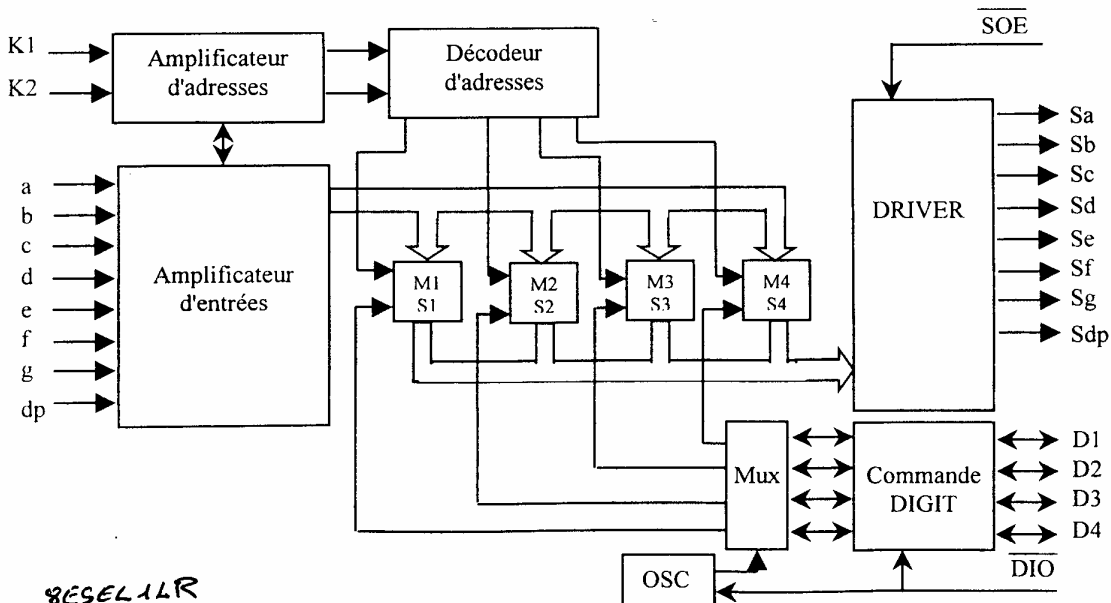 K1
K2
Amplificateur
d'adresses
Décodeur
d'adresses
SOE
a
b
c
d
e
f
g
dp
Amplificateur
d'entrées
M1
S1
M2
S2
M3
S3
M4
S4
DRIVER
Sa
Sb
Sc
Sd
Se
Sf
Sg
Sdp
Mux
Commande
DIGIT
D1
D2
D3
D4
OSC
DIO
8ESEL1LR